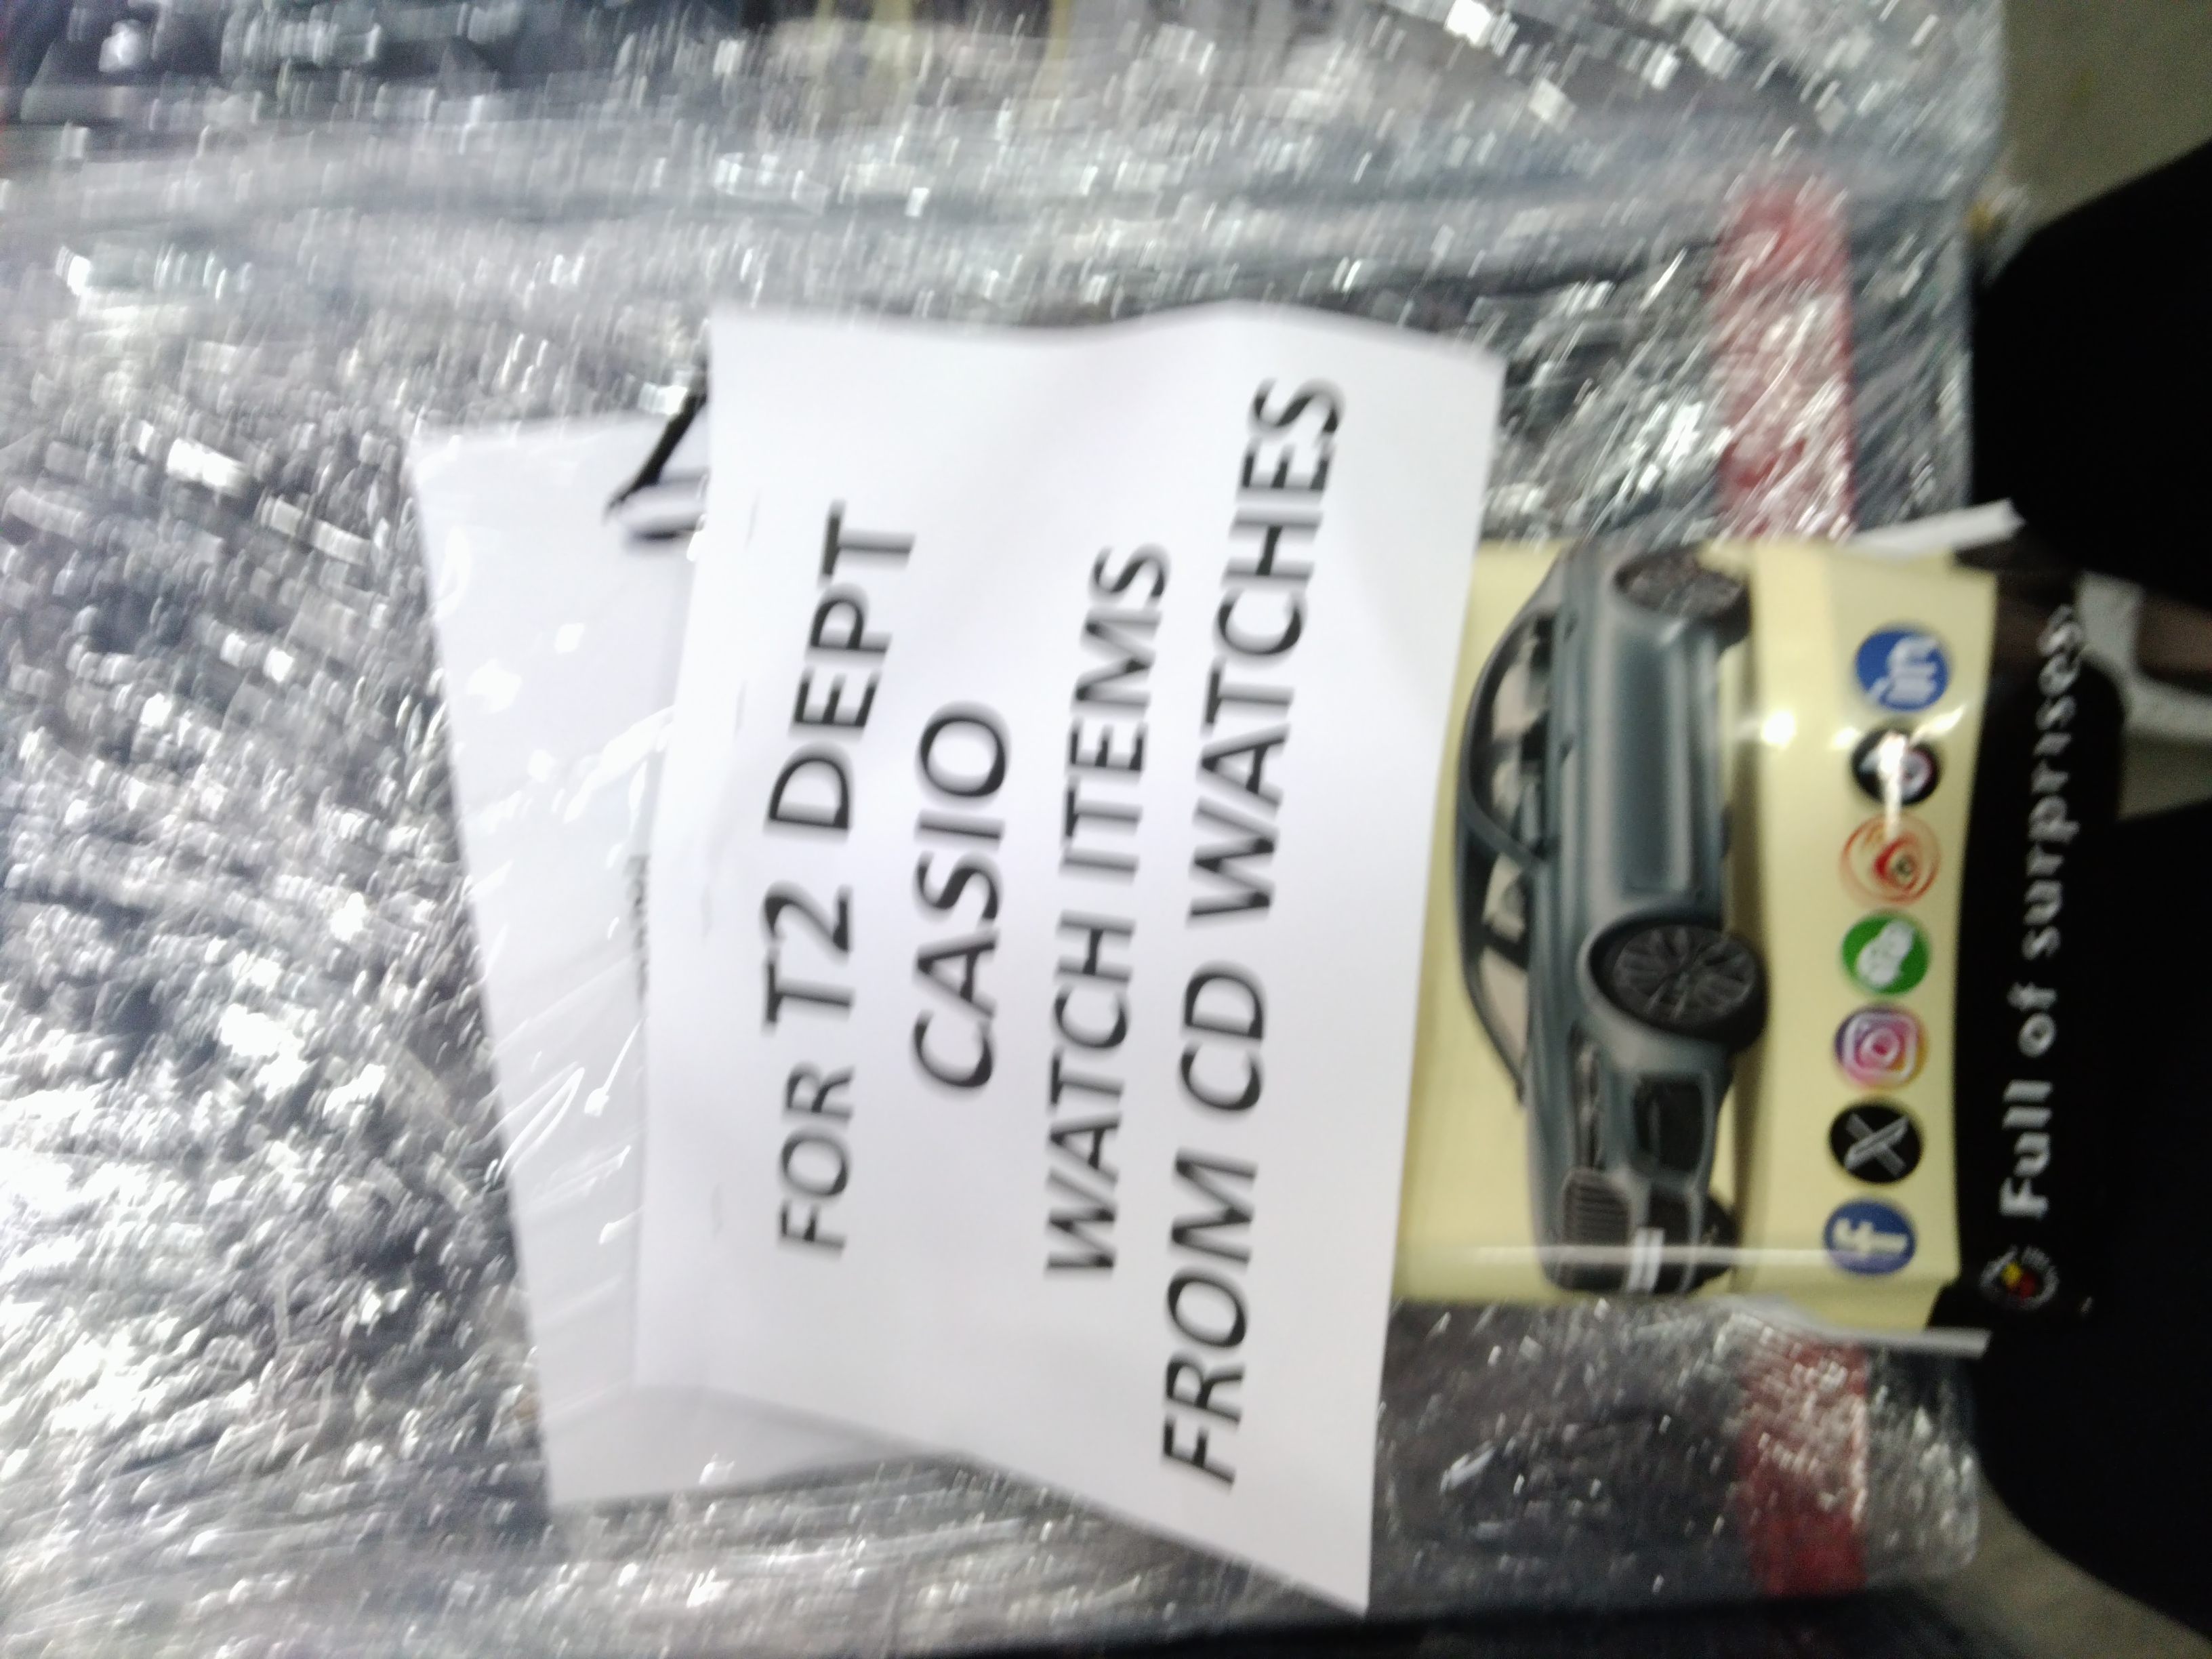 FOR T2 DEPT
CASIO
WATCH ITEMS
FROM CD WATCHES
Full of surprises